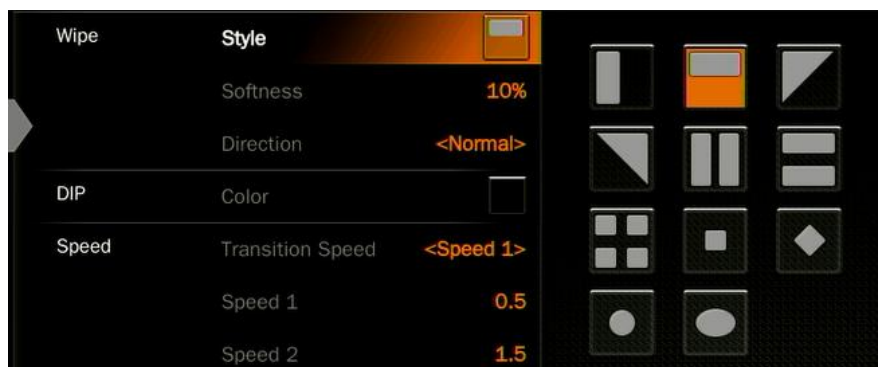 Wipe Style
Softness 10%
Direction <Normal>
DIP Color
Speed Transition Speed <Speed 1>
Speed 1 0.5
Speed 2 1.5